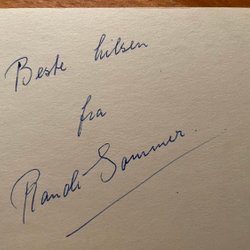 Beste hilsen
fra
Randi Sommer.